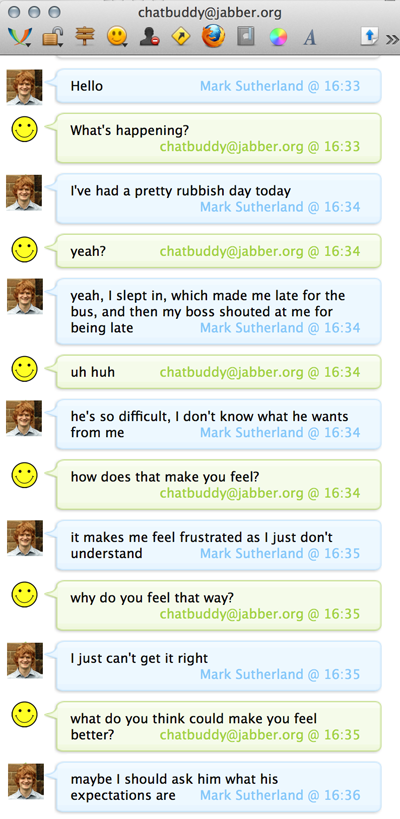 chatbuddy@jabber.org
A
»
Hello Mark Sutherland @ 16:33
What's happening?
chatbuddy@jabber.org @ 16:33
I've had a pretty rubbish day today
Mark Sutherland @ 16:34
yeah? chatbuddy@jabber.org @ 16:34
yeah, I slept in, which made me late for the
bus, and then my boss shouted at me for
being late Mark Sutherland @ 16:34
uh huh chatbuddy@jabber.org @ 16:34
he's so difficult, I don't know what he wants
from me Mark Sutherland @ 16:34
how does that make you feel?
chatbuddy@jabber.org @ 16:34
it makes me feel frustrated as I just don't
understand Mark Sutherland @ 16:35
why do you feel that way?
chatbuddy@jabber.org @ 16:35
I just can't get it right
Mark Sutherland @ 16:35
what do you think could make you feel
better? chatbuddy@jabber.org @ 16:35
maybe I should ask him what his
expectations are Mark Sutherland @ 16:36